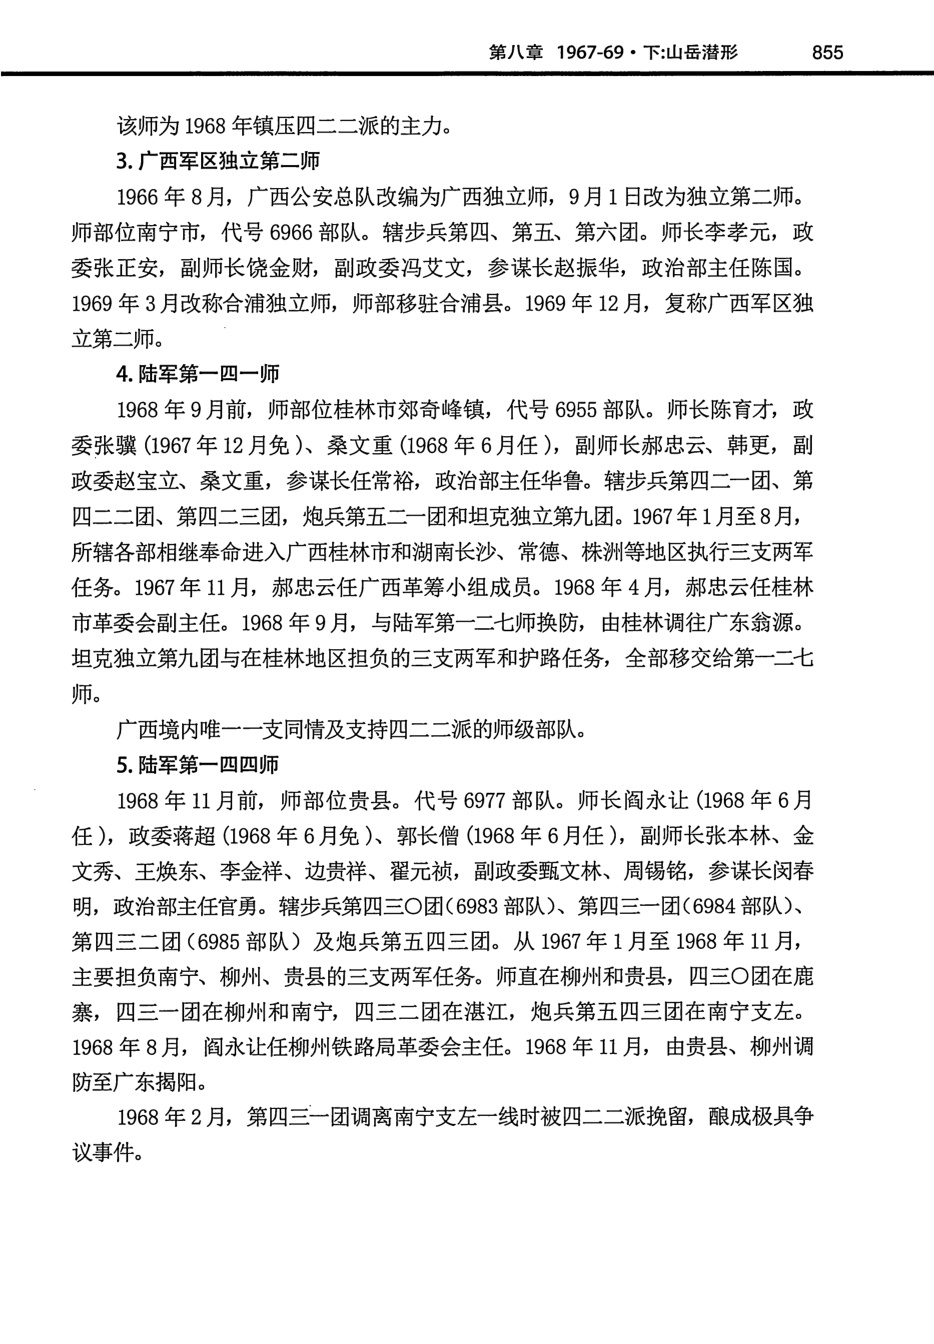 第八章 1967-69·下:山岳潜形 855
该师为 1968 年镇压四二二派的主力。
3. 广西军区独立第二师
1966 年 8 月，广西公安总队改编为广西独立师，9 月 1 日改为独立第二师。
师部位南宁市，代号 6966 部队。辖步兵第四、第五、第六团。师长李孝元，政
委张正安，副师长饶金财，副政委冯艾文，参谋长赵振华，政治部主任陈国。
1969 年 3 月改称合浦独立师，师部移驻合浦县。1969 年 12 月，复称广西军区独
立第二师。
4. 陆军第一四一师
1968 年 9 月前，师部位桂林市郊奇峰镇，代号 6955 部队。师长陈育才，政
委张骥 (1967 年 12 月免 )、桑文重 (1968 年 6 月任 )，副师长郝忠云、韩更，副
政委赵宝立、桑文重，参谋长任常裕，政治部主任华鲁。辖步兵第四二一团、第
四二二团、第四二三团，炮兵第五二一团和坦克独立第九团。1967 年 1 月至 8 月，
所辖各部相继奉命进入广西桂林市和湖南长沙、常德、株洲等地区执行三支两军
任务。1967 年 11 月，郝忠云任广西革筹小组成员。1968 年 4 月，郝忠云任桂林
市革委会副主任。1968 年 9 月，与陆军第一二七师换防，由桂林调往广东翁源。
坦克独立第九团与在桂林地区担负的三支两军和护路任务，全部移交给第一二七
师。
广西境内唯一一支同情及支持四二二派的师级部队。
5. 陆军第一四四师
1968 年 11 月前，师部位贵县。代号 6977 部队。师长阎永让 (1968 年 6 月
任 )，政委蒋超 (1968 年 6 月免 )、郭长僧 (1968 年 6 月任 )，副师长张本林、金
文秀、王焕东、李金祥、边贵祥、翟元祯，副政委甄文林、周锡铭，参谋长闵春
明，政治部主任官勇。辖步兵第四三〇团（6983 部队）、第四三一团（6984 部队）、
第四三二团（6985 部队）及炮兵第五四三团。从 1967 年 1 月至 1968 年 11 月，
主要担负南宁、柳州、贵县的三支两军任务。师直在柳州和贵县，四三〇团在鹿
寨，四三一团在柳州和南宁，四三二团在湛江，炮兵第五四三团在南宁支左。
1968 年 8 月，阎永让任柳州铁路局革委会主任。1968 年 11 月，由贵县、柳州调
防至广东揭阳。
1968 年 2 月，第四三一团调离南宁支左一线时被四二二派挽留，酿成极具争
议事件。